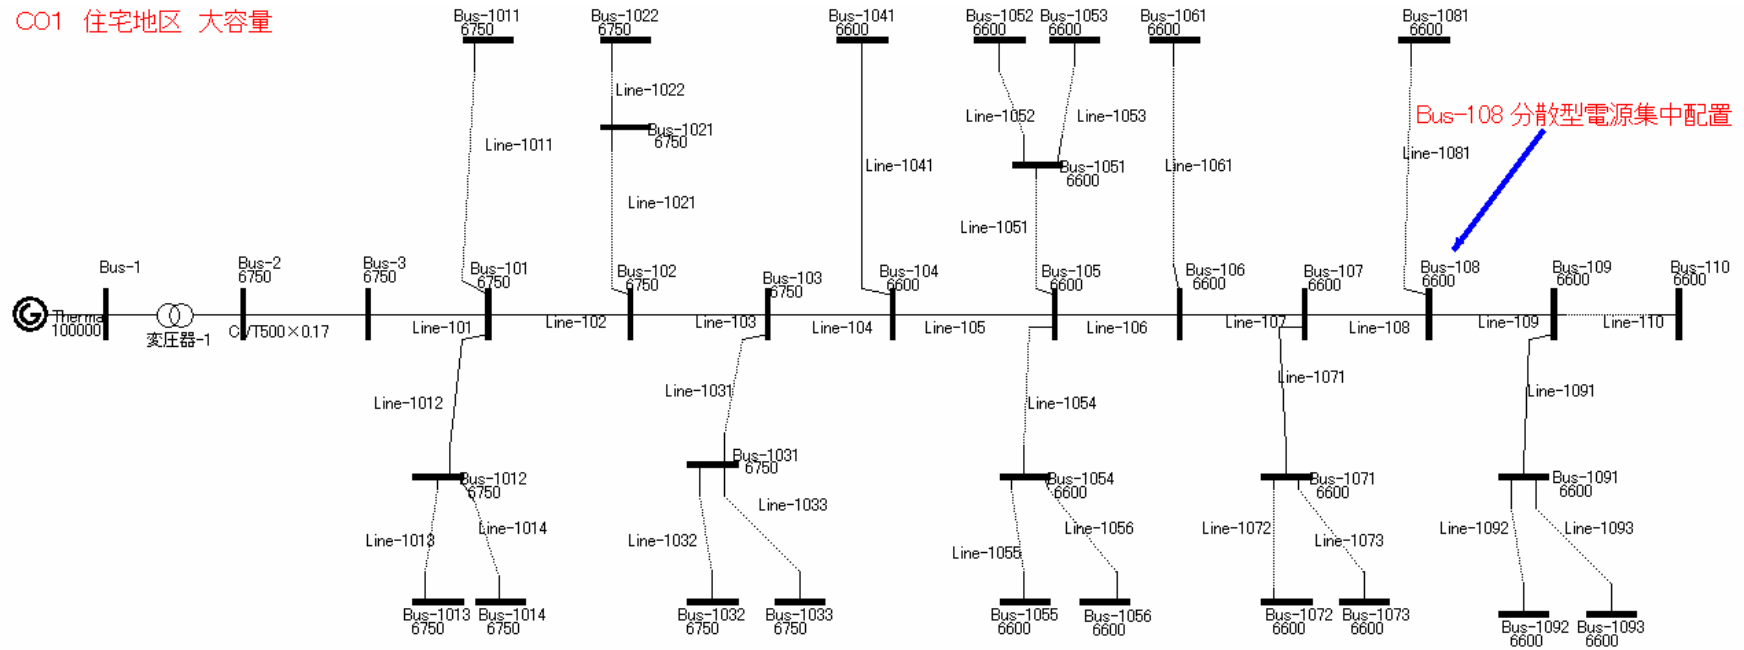 CO1 住宅地区 大容量
Bus-1011
6750
Bus-1022
6750
Bus-1041
6600
Bus-1052
6600
Bus-1053
6600
Bus-1061
6600
Bus-1081
6600
Line-1022
Bus-1021
6750
Line-1011
Line-1052
Line-1053
Bus-108 分散型電源集中配置
Line-1041
Bus-1051
6600
Line-1061
Line-1081
Line-1021
Line-1051
Bus-1
Bus-2
6750
Bus-3
6750
Bus-101
6750
Bus-102
6750
Bus-103
6750
Bus-104
6600
Bus-105
6600
Bus-106
6600
Bus-107
6600
Bus-108
6600
Bus-109
6600
Bus-110
6600
G
Therma
100000
変圧器-1
CVT500×0.17
Line-101
Line-102
Line-103
Line-104
Line-105
Line-106
Line-107
Line-108
Line-109
Line-110
Line-1012
Line-1031
Line-1054
Line-1071
Line-1091
Bus-1012
6750
Bus-1031
6750
Bus-1054
6600
Bus-1071
6600
Bus-1091
6600
Line-1013
Line-1014
Line-1032
Line-1033
Line-1055
Line-1056
Line-1072
Line-1073
Line-1092
Line-1093
Bus-1013
6750
Bus-1014
6750
Bus-1032
6750
Bus-1033
6750
Bus-1055
6600
Bus-1056
6600
Bus-1072
6600
Bus-1073
6600
Bus-1092
6600
Bus-1093
6600